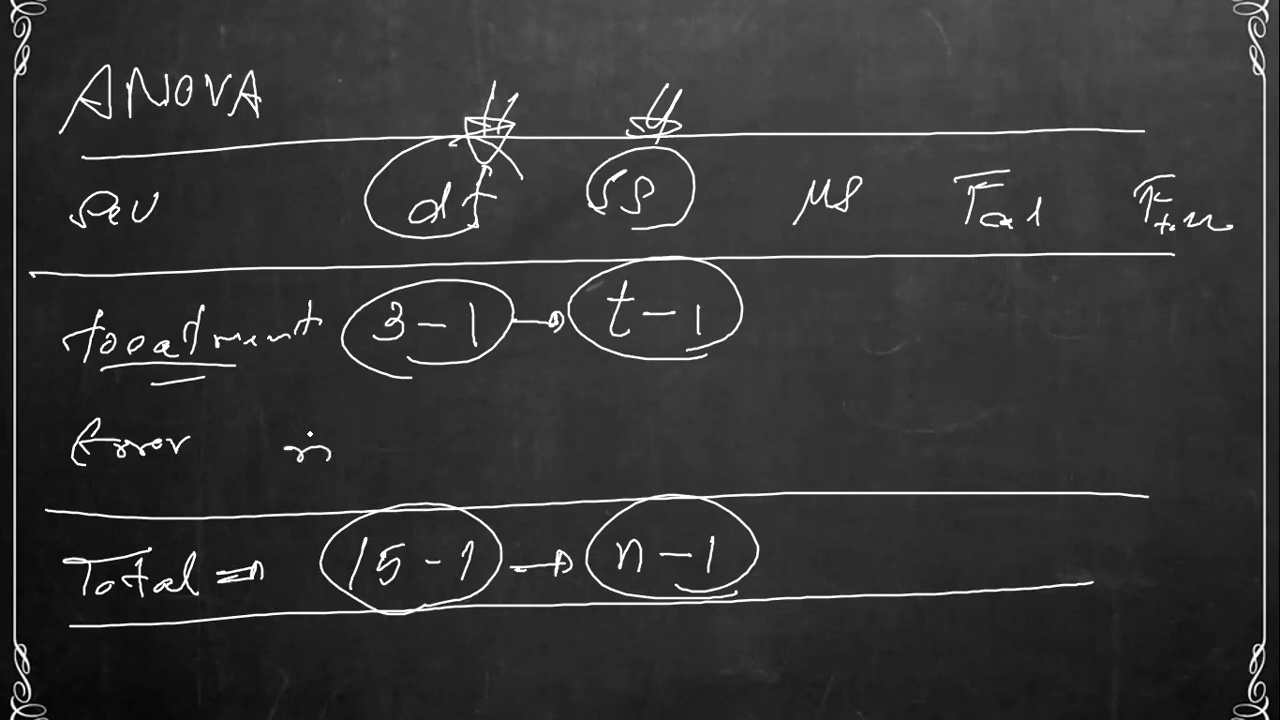 ANOVA
sov df SS MS Fcal Ftab
treatment 3-1 → t-1
Error
Total ⇒ 15-1 → n-1